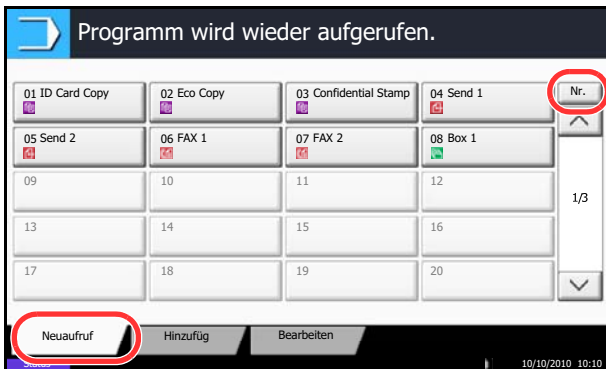 Programm wird wieder aufgerufen.
01 ID Card Copy 02 Eco Copy 03 Confidential Stamp 04 Send 1 Nr.
05 Send 2 06 FAX 1 07 FAX 2 08 Box 1
09 10 11 12
1/3
13 14 15 16
17 18 19 20
Neuaufruf Hinzufüg Bearbeiten
Status 10/10/2010 10:10